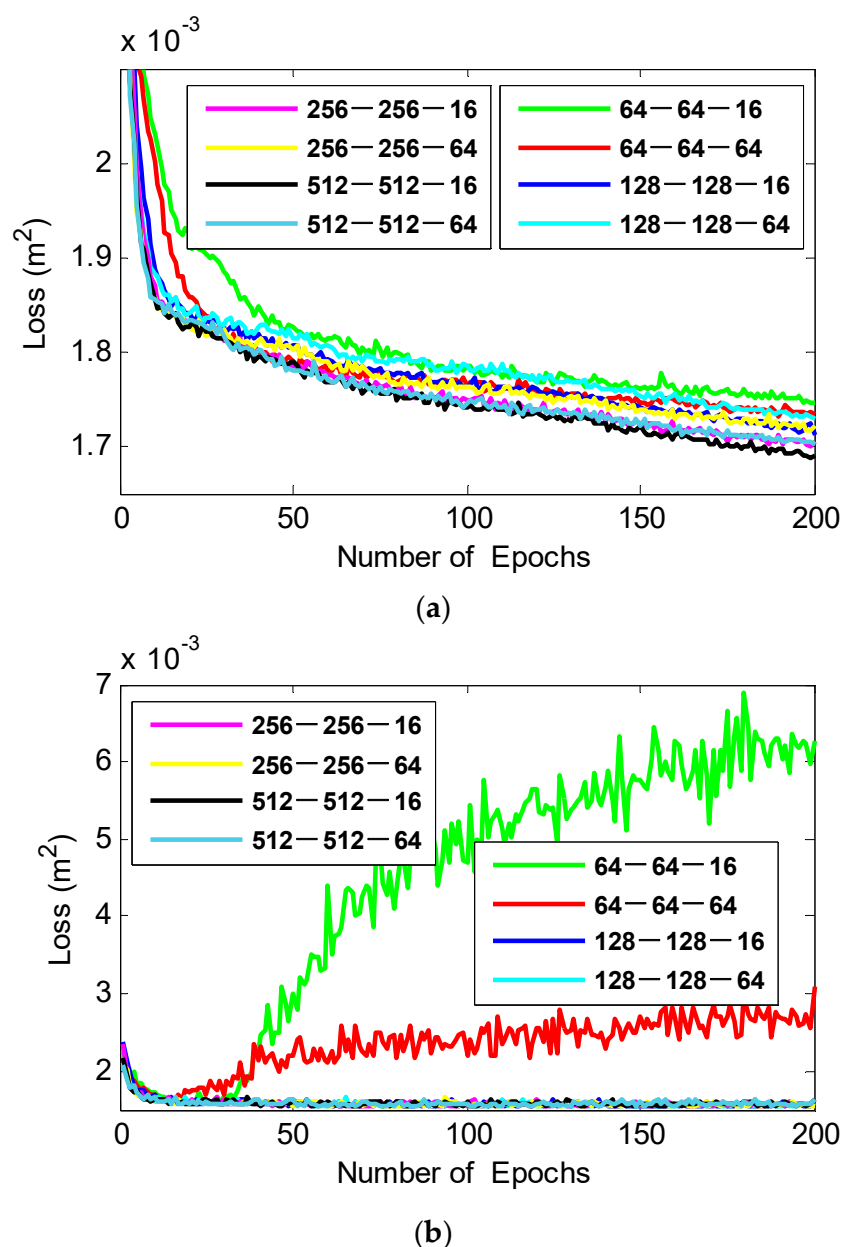 x 10-3
2
1.9
1.8
1.7
Loss (m2)
256—256—16
256—256—64
512—512—16
512—512—64
64—64—16
64—64—64
128—128—16
128—128—64
0 50 100 150 200
Number of Epochs
(a)
x 10-3
7
6
5
4
3
2
Loss (m2)
256—256—16
256—256—64
512—512—16
512—512—64
64—64—16
64—64—64
128—128—16
128—128—64
0 50 100 150 200
Number of Epochs
(b)